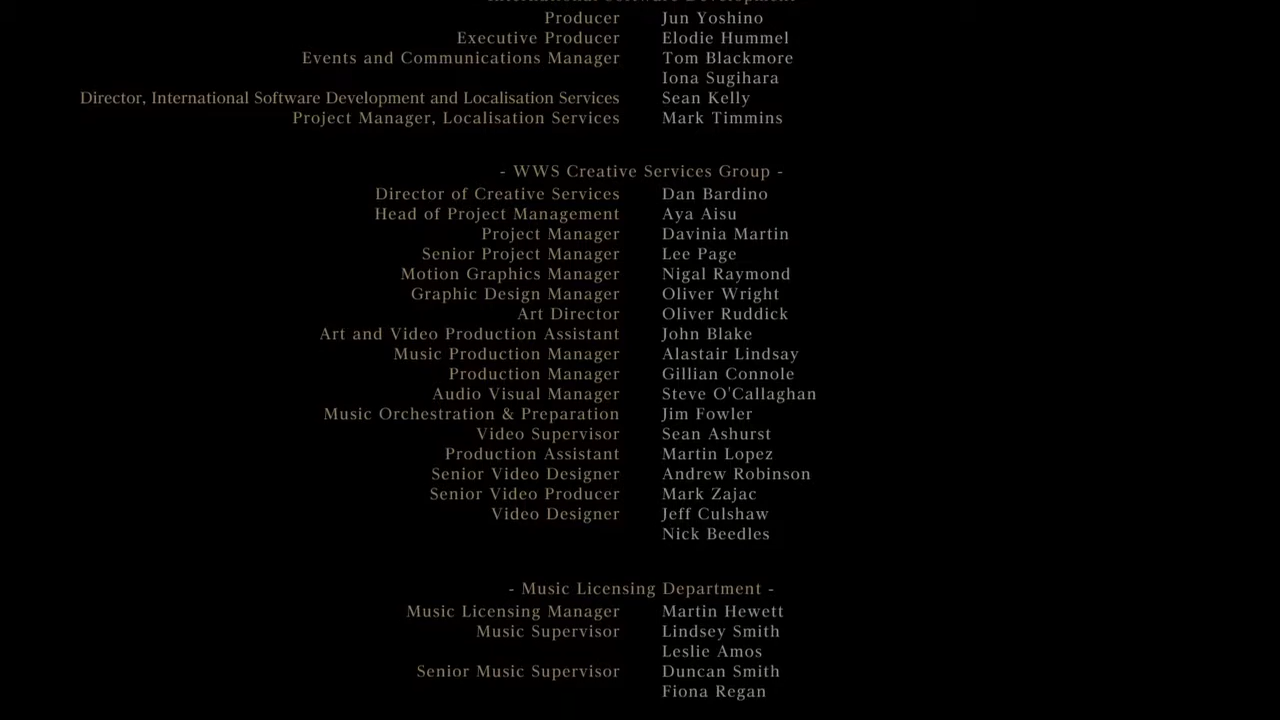 International Software Development
Producer Jun Yoshino
Executive Producer Elodie Hummel
Events and Communications Manager Tom Blackmore
Iona Sugihara
Director, International Software Development and Localisation Services Sean Kelly
Project Manager, Localisation Services Mark Timmins
- WWS Creative Services Group -
Director of Creative Services Dan Bardino
Head of Project Management Aya Aisu
Project Manager Davinia Martin
Senior Project Manager Lee Page
Motion Graphics Manager Nigal Raymond
Graphic Design Manager Oliver Wright
Art Director Oliver Ruddick
Art and Video Production Assistant John Blake
Music Production Manager Alastair Lindsay
Production Manager Gillian Connole
Audio Visual Manager Steve O'Callaghan
Music Orchestration & Preparation Jim Fowler
Video Supervisor Sean Ashurst
Production Assistant Martin Lopez
Senior Video Designer Andrew Robinson
Senior Video Producer Mark Zajac
Video Designer Jeff Culshaw
Nick Beedles
- Music Licensing Department -
Music Licensing Manager Martin Hewett
Music Supervisor Lindsey Smith
Leslie Amos
Senior Music Supervisor Duncan Smith
Fiona Regan